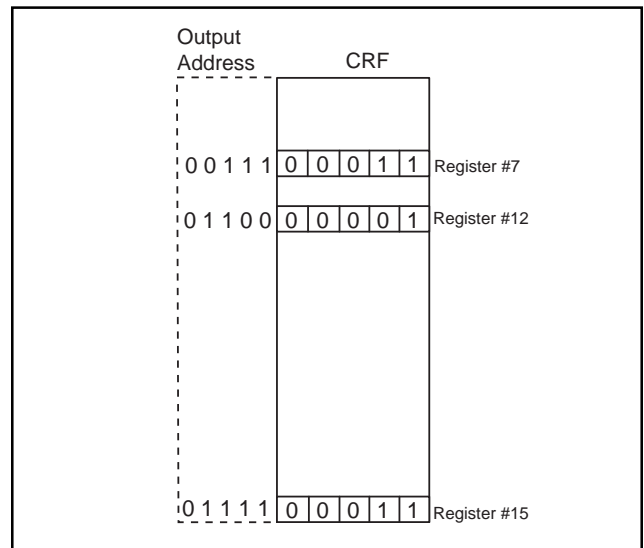 Output
Address CRF
0 0 1 1 1 0 0 0 1 1 Register #7
0 1 1 0 0 0 0 0 0 1 Register #12
0 1 1 1 1 0 0 0 1 1 Register #15